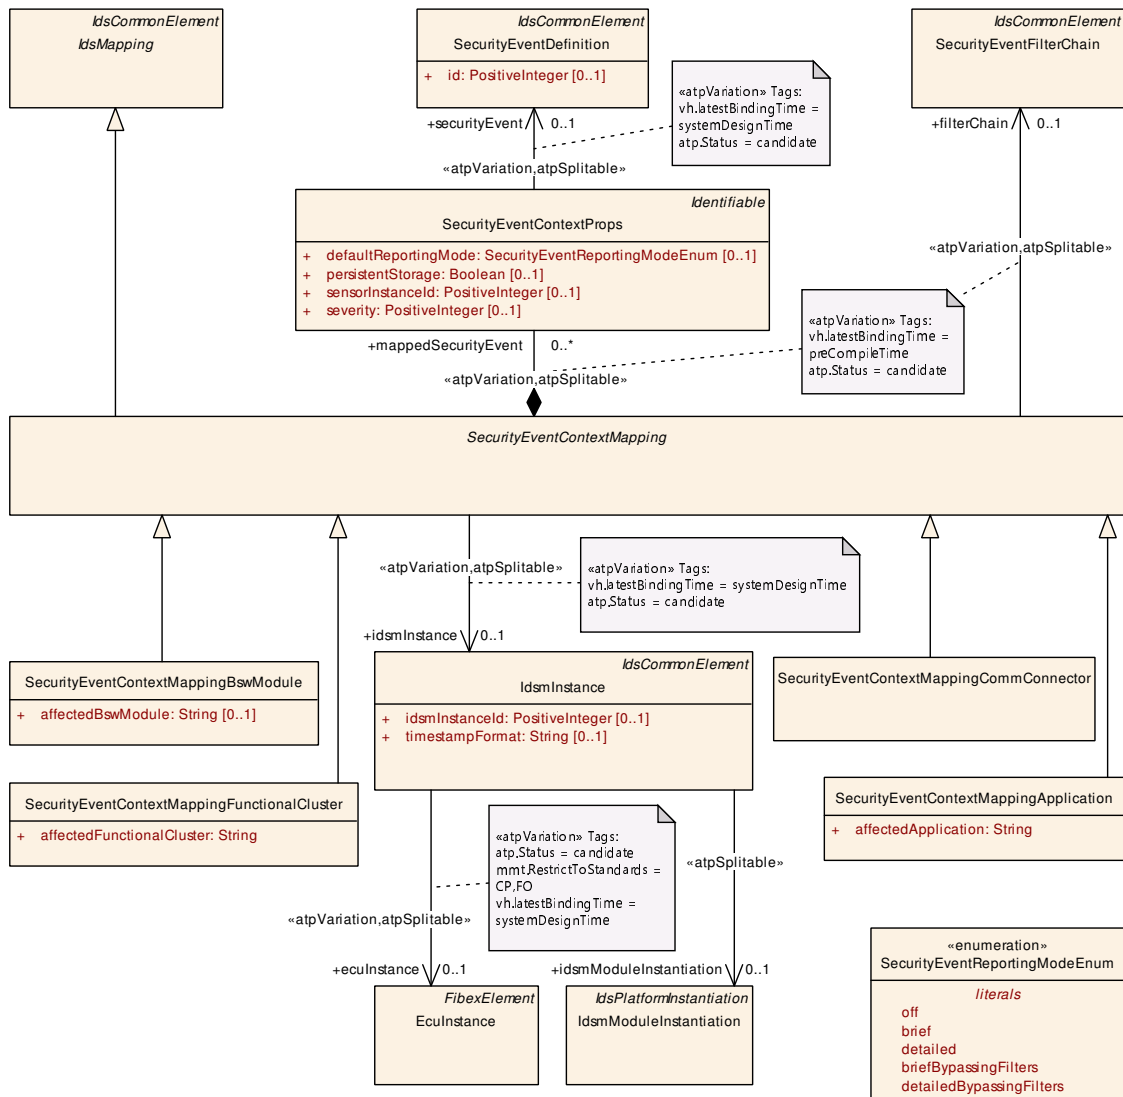 IdsCommonElement
IdsMapping
IdsCommonElement
SecurityEventDefinition
+ id: PositiveInteger [0..1]
IdsCommonElement
SecurityEventFilterChain
«atpVariation» Tags:
vh.latestBindingTime =
systemDesignTime
atp.Status = candidate
+securityEvent 0..1
«atpVariation,atpSplitable»
+filterChain 0..1
«atpVariation,atpSplitable»
Identifiable
SecurityEventContextProps
+ defaultReportingMode: SecurityEventReportingModeEnum [0..1]
+ persistentStorage: Boolean [0..1]
+ sensorInstanceId: PositiveInteger [0..1]
+ severity: PositiveInteger [0..1]
+mappedSecurityEvent 0..*
«atpVariation,atpSplitable»
«atpVariation» Tags:
vh.latestBindingTime =
preCompileTime
atp.Status = candidate
SecurityEventContextMapping
«atpVariation,atpSplitable»
«atpVariation» Tags:
vh.latestBindingTime = systemDesignTime
atp.Status = candidate
+idsmInstance 0..1
SecurityEventContextMappingBswModule
+ affectedBswModule: String [0..1]
IdsCommonElement
IdsmInstance
+ idsmInstanceId: PositiveInteger [0..1]
+ timestampFormat: String [0..1]
SecurityEventContextMappingCommConnector
SecurityEventContextMappingFunctionalCluster
+ affectedFunctionalCluster: String
SecurityEventContextMappingApplication
+ affectedApplication: String
«atpVariation» Tags:
atp.Status = candidate
mmt.RestrictToStandards =
CP,FO
vh.latestBindingTime =
systemDesignTime
«atpSplitable»
«atpVariation,atpSplitable»
+ecuInstance 0..1
+idsmModuleInstantiation 0..1
FibexElement
EcuInstance
IdsPlatformInstantiation
IdsmModuleInstantiation
«enumeration»
SecurityEventReportingModeEnum
literals
off
brief
detailed
briefBypassingFilters
detailedBypassingFilters